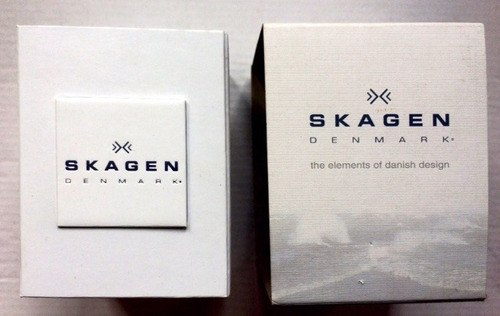 SKAGEN
DENMARK
SKAGEN
DENMARK
the elements of danish design